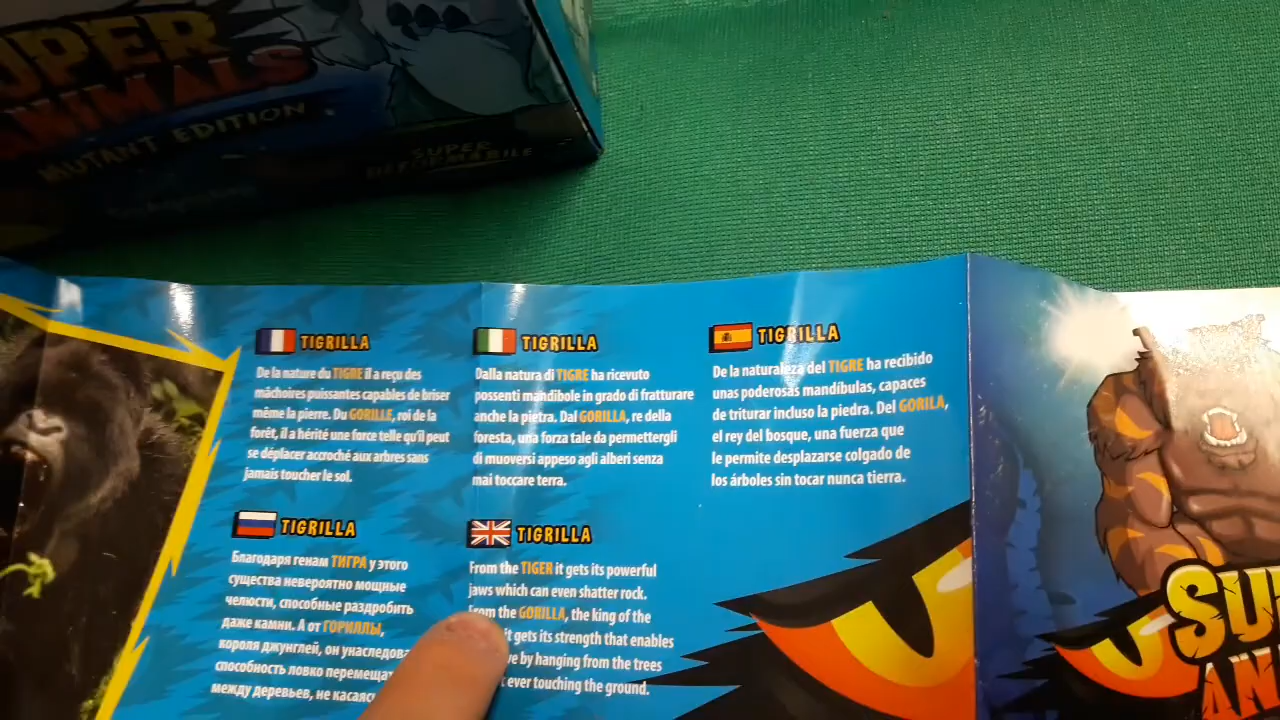 SUPER
ANIMALS
MUTANT EDITION
SUPER
TIGRILLA
De la nature du TIGRE il a reçu des
mâchoires puissantes capables de briser
même la pierre. Du GORILLE, roi de la
forêt, il a hérité une force telle qu'il peut
se déplacer accroché aux arbres sans
jamais toucher le sol.
TIGRILLA
Dalla natura di TIGRE ha ricevuto
possenti mandibole in grado di fratturare
anche la pietra. Dal GORILLA, re della
foresta, una forza tale da permettergli
di muoversi appeso agli alberi senza
mai toccare terra.
TIGRILLA
De la naturaleza del TIGRE ha recibido
unas poderosas mandíbulas, capaces
de triturar incluso la piedra. Del GORILA,
el rey del bosque, una fuerza que
le permite desplazarse colgado de
los árboles sin tocar nunca tierra.
TIGRILLA
Благодаря генам ТИГРА у этого
существа невероятно мощные
челюсти, способные раздробить
даже камни. А от ГОРИЛЛЫ,
короля джунглей, он унаследова
способность ловко перемеща
между деревьев, не касаяс
TIGRILLA
From the TIGER it gets its powerful
jaws which can even shatter rock.
From the GORILLA, the king of the
it gets its strength that enables
ve by hanging from the trees
ever touching the ground.
SU
AN